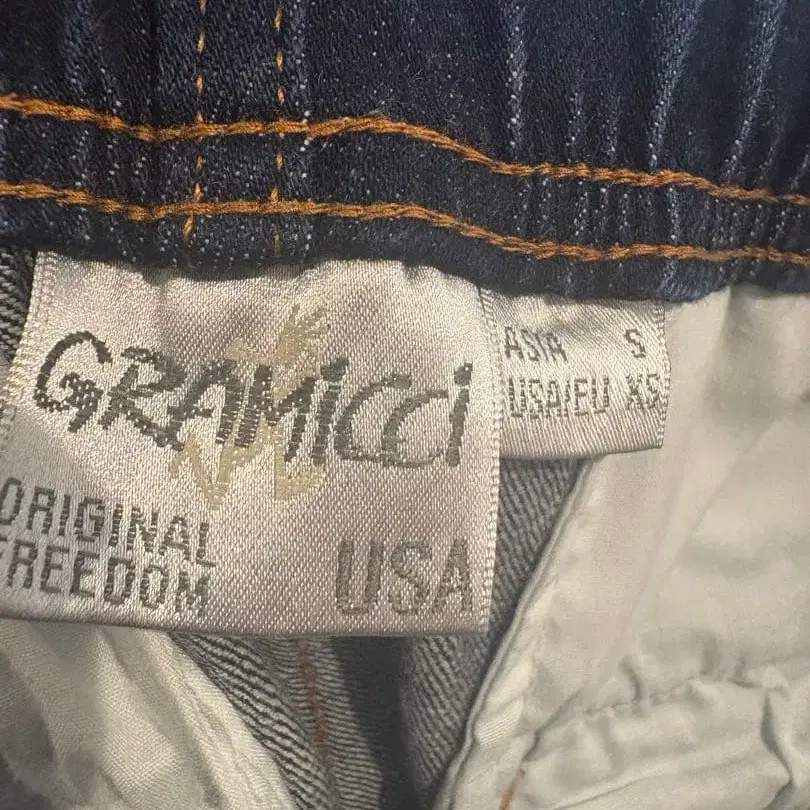 GRAMICCI
ORIGINAL
FREEDOM
USA
ASIA S
USA/EU XS